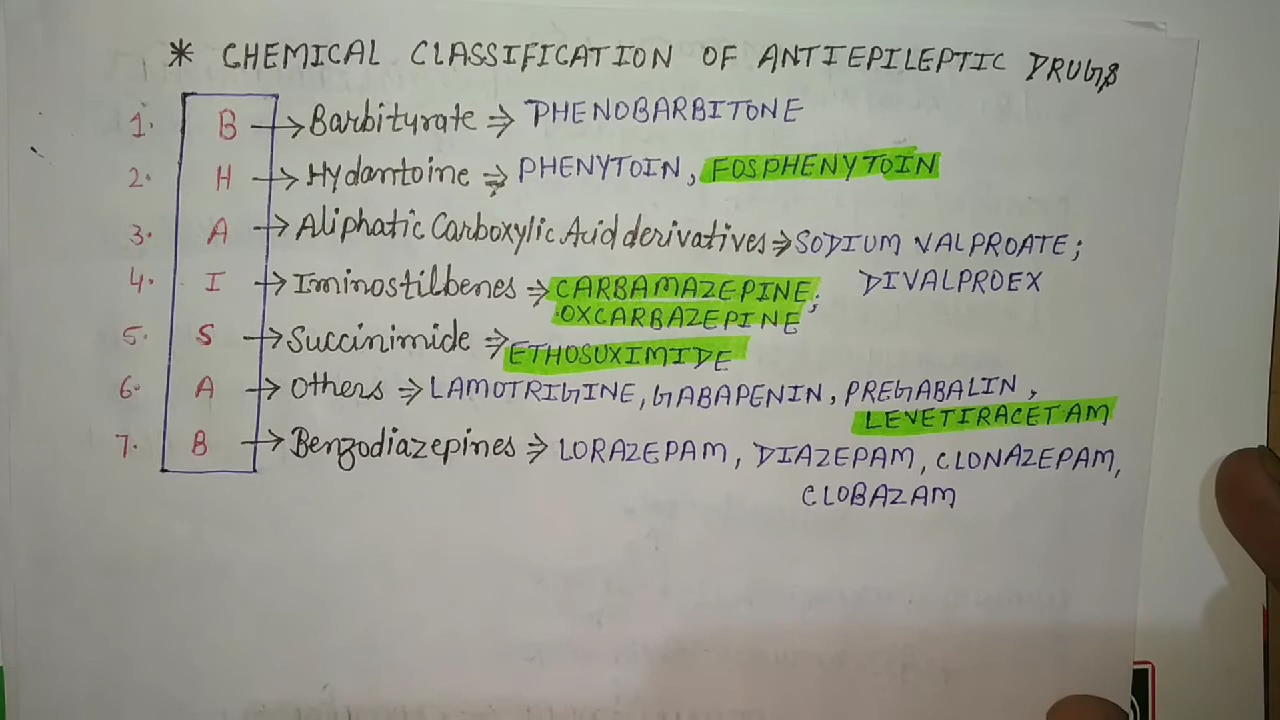 * CHEMICAL CLASSIFICATION OF ANTIEPILEPTIC DRUGS
1. B → Barbiturate ⇒ PHENOBARBITONE
2. H → Hydantoine ⇒ PHENYTOIN, FOSPHENYTOIN
3. A → Aliphatic Carboxylic Acid derivatives ⇒ SODIUM VALPROATE;
DIVALPROEX
4. I → Iminostilbenes ⇒ CARBAMAZEPINE;
OXCARBAZEPINE
5. S → Succinimide ⇒ ETHOSUXIMIDE
6. A → Others ⇒ LAMOTRIGINE, GABAPENIN, PREGABALIN,
LEVETIRACETAM
7. B → Benzodiazepines ⇒ LORAZEPAM, DIAZEPAM, CLONAZEPAM,
CLOBAZAM